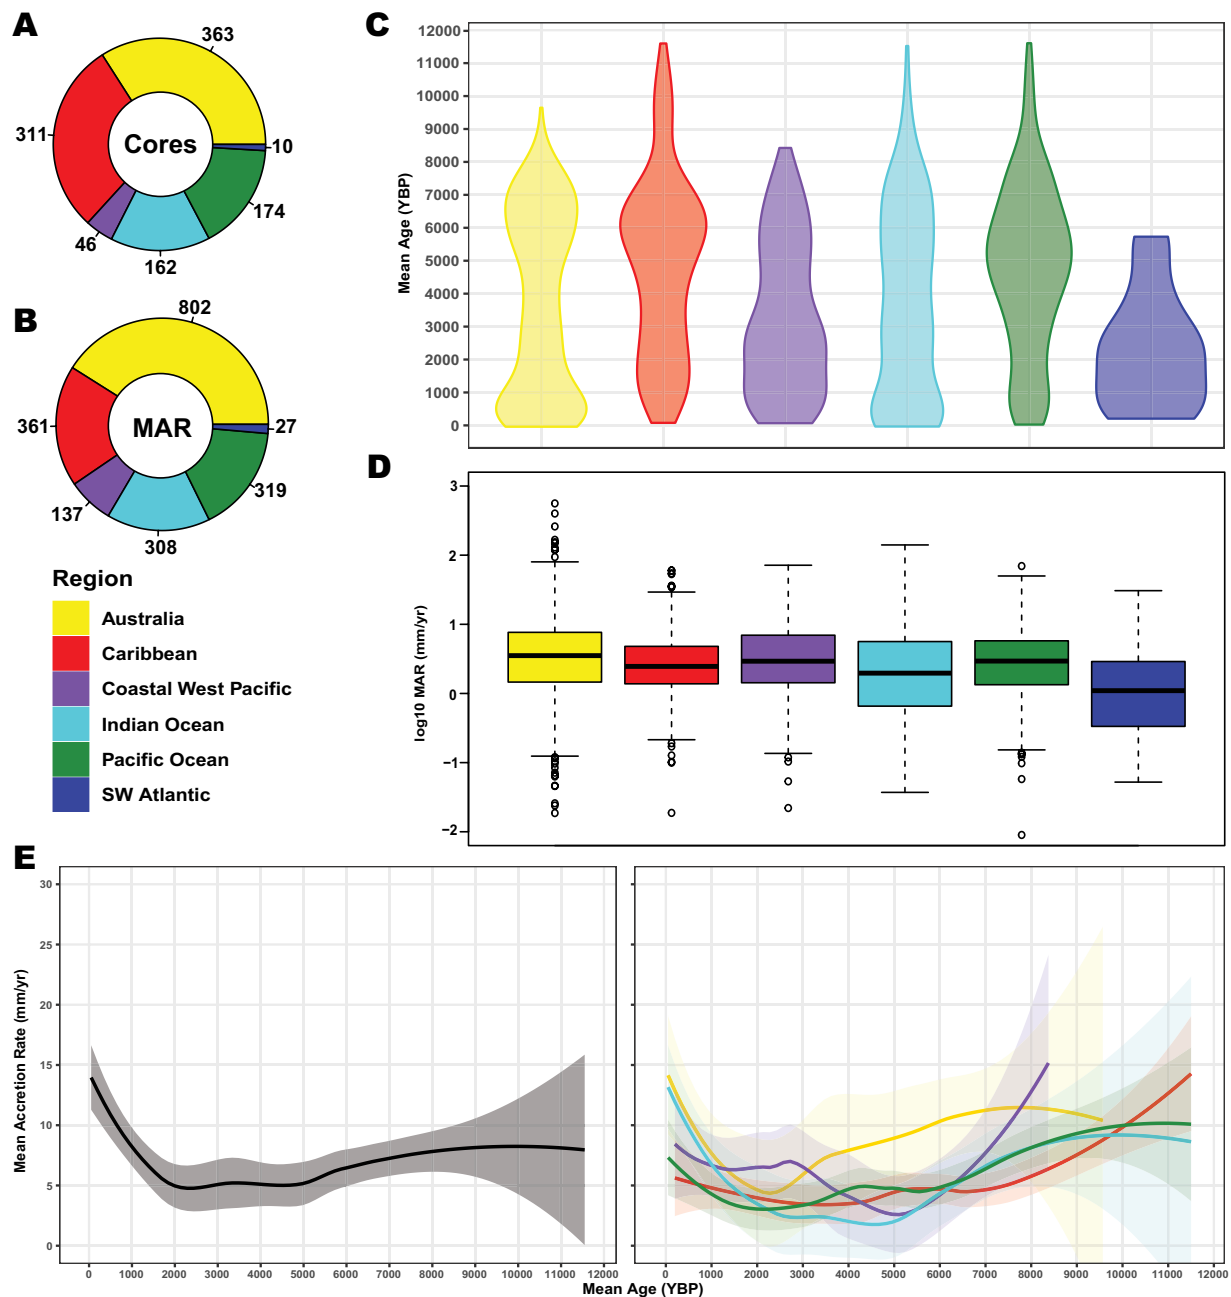 A
363
311
Cores
10
174
46
162
B
802
361
MAR
27
319
137
308
Region
Australia
Caribbean
Coastal West Pacific
Indian Ocean
Pacific Ocean
SW Atlantic
C
Mean Age (YBP)
12000
11000
10000
9000
8000
7000
6000
5000
4000
3000
2000
1000
0
D
log10 MAR (mm/yr)
3
2
1
0
−1
−2
E
Mean Accretion Rate (mm/yr)
30
25
20
15
10
5
0
0 1000 2000 3000 4000 5000 6000 7000 8000 9000 10000 11000 12000
0 1000 2000 3000 4000 5000 6000 7000 8000 9000 10000 11000 12000
Mean Age (YBP)